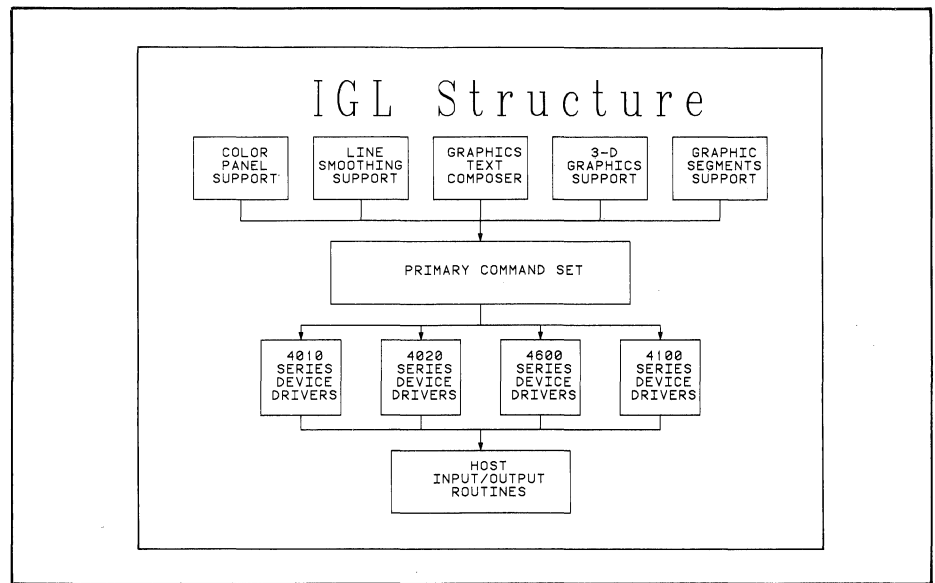 IGL Structure
COLOR
PANEL
SUPPORT
LINE
SMOOTHING
SUPPORT
GRAPHICS
TEXT
COMPOSER
3-D
GRAPHICS
SUPPORT
GRAPHIC
SEGMENTS
SUPPORT
PRIMARY COMMAND SET
4010
SERIES
DEVICE
DRIVERS
4020
SERIES
DEVICE
DRIVERS
4600
SERIES
DEVICE
DRIVERS
4100
SERIES
DEVICE
DRIVERS
HOST
INPUT/OUTPUT
ROUTINES